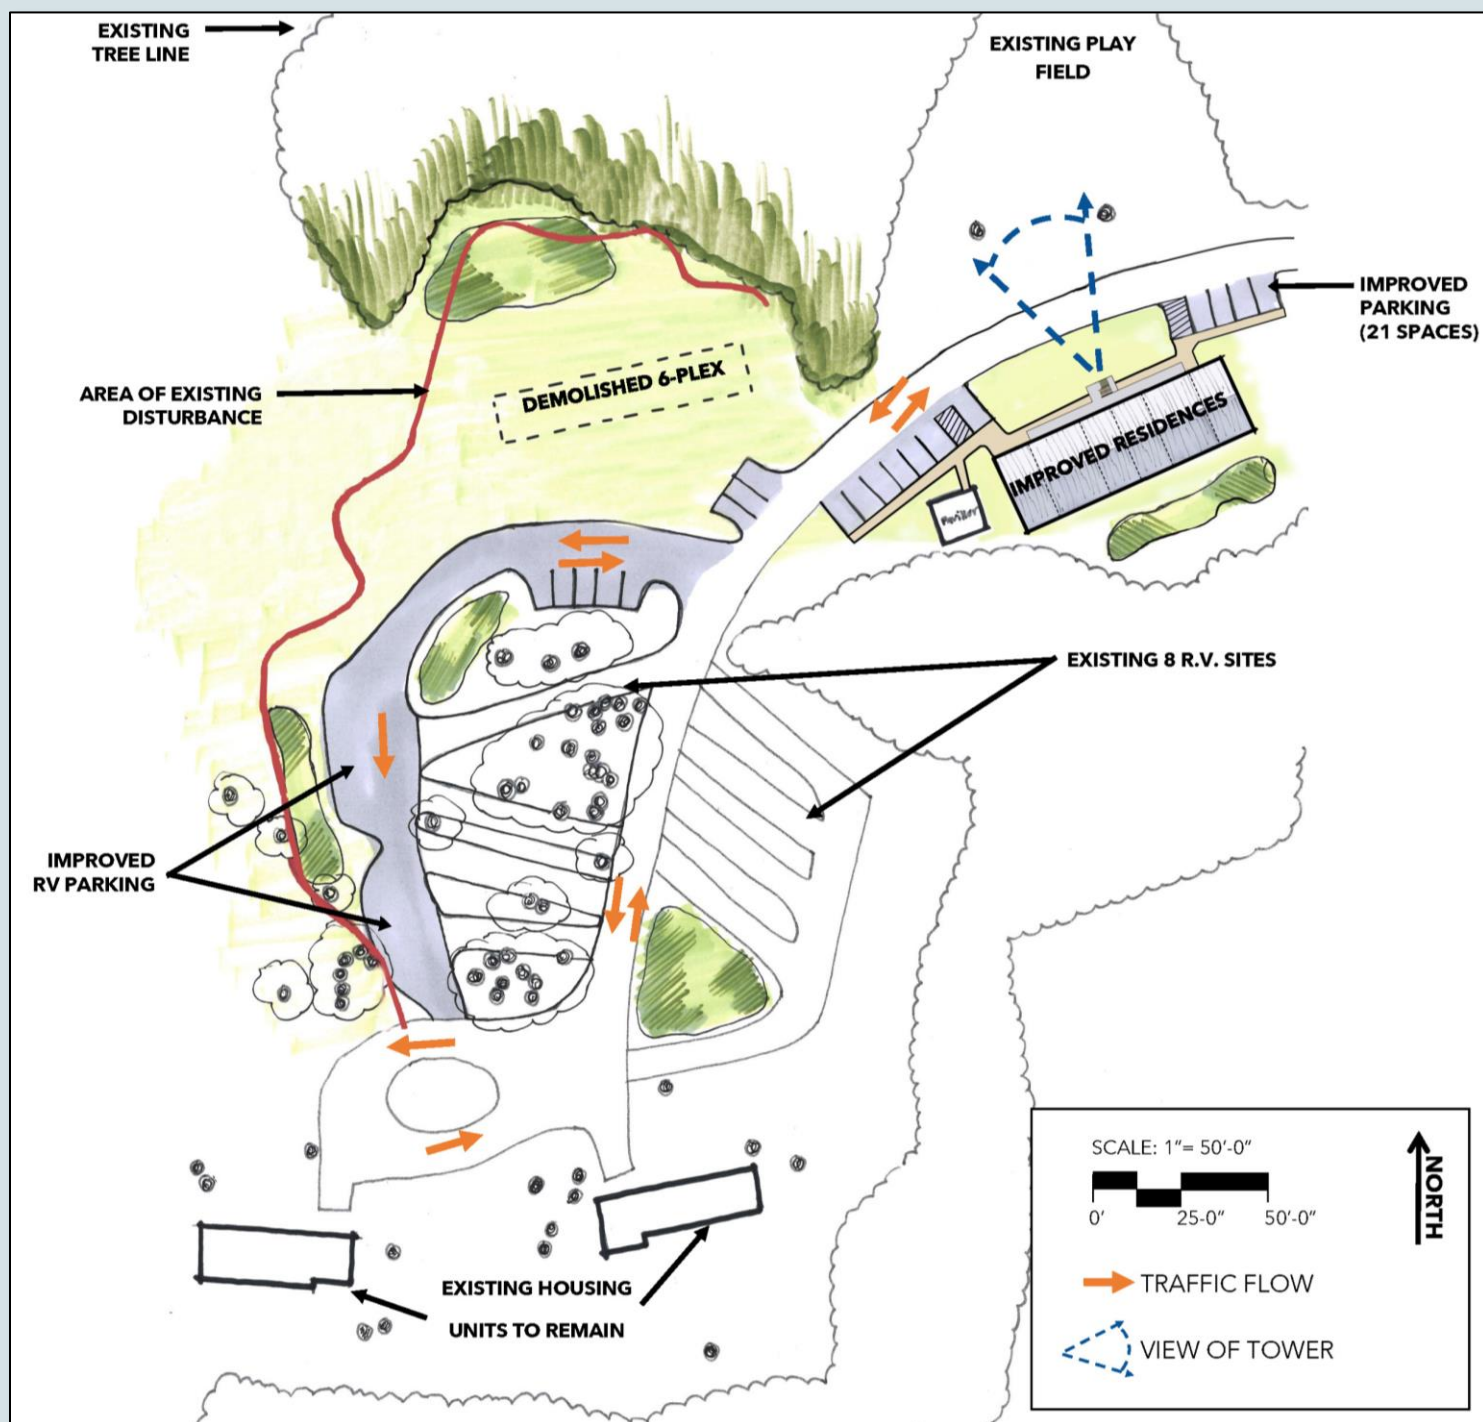 EXISTING
TREE LINE
EXISTING PLAY
FIELD
IMPROVED
PARKING
(21 SPACES)
AREA OF EXISTING
DISTURBANCE
DEMOLISHED 6-PLEX
IMPROVED RESIDENCES
Pavilion
EXISTING 8 R.V. SITES
IMPROVED
RV PARKING
EXISTING HOUSING
UNITS TO REMAIN
SCALE: 1"= 50'-0"
0'
25-0"
50'-0"
NORTH
TRAFFIC FLOW
VIEW OF TOWER